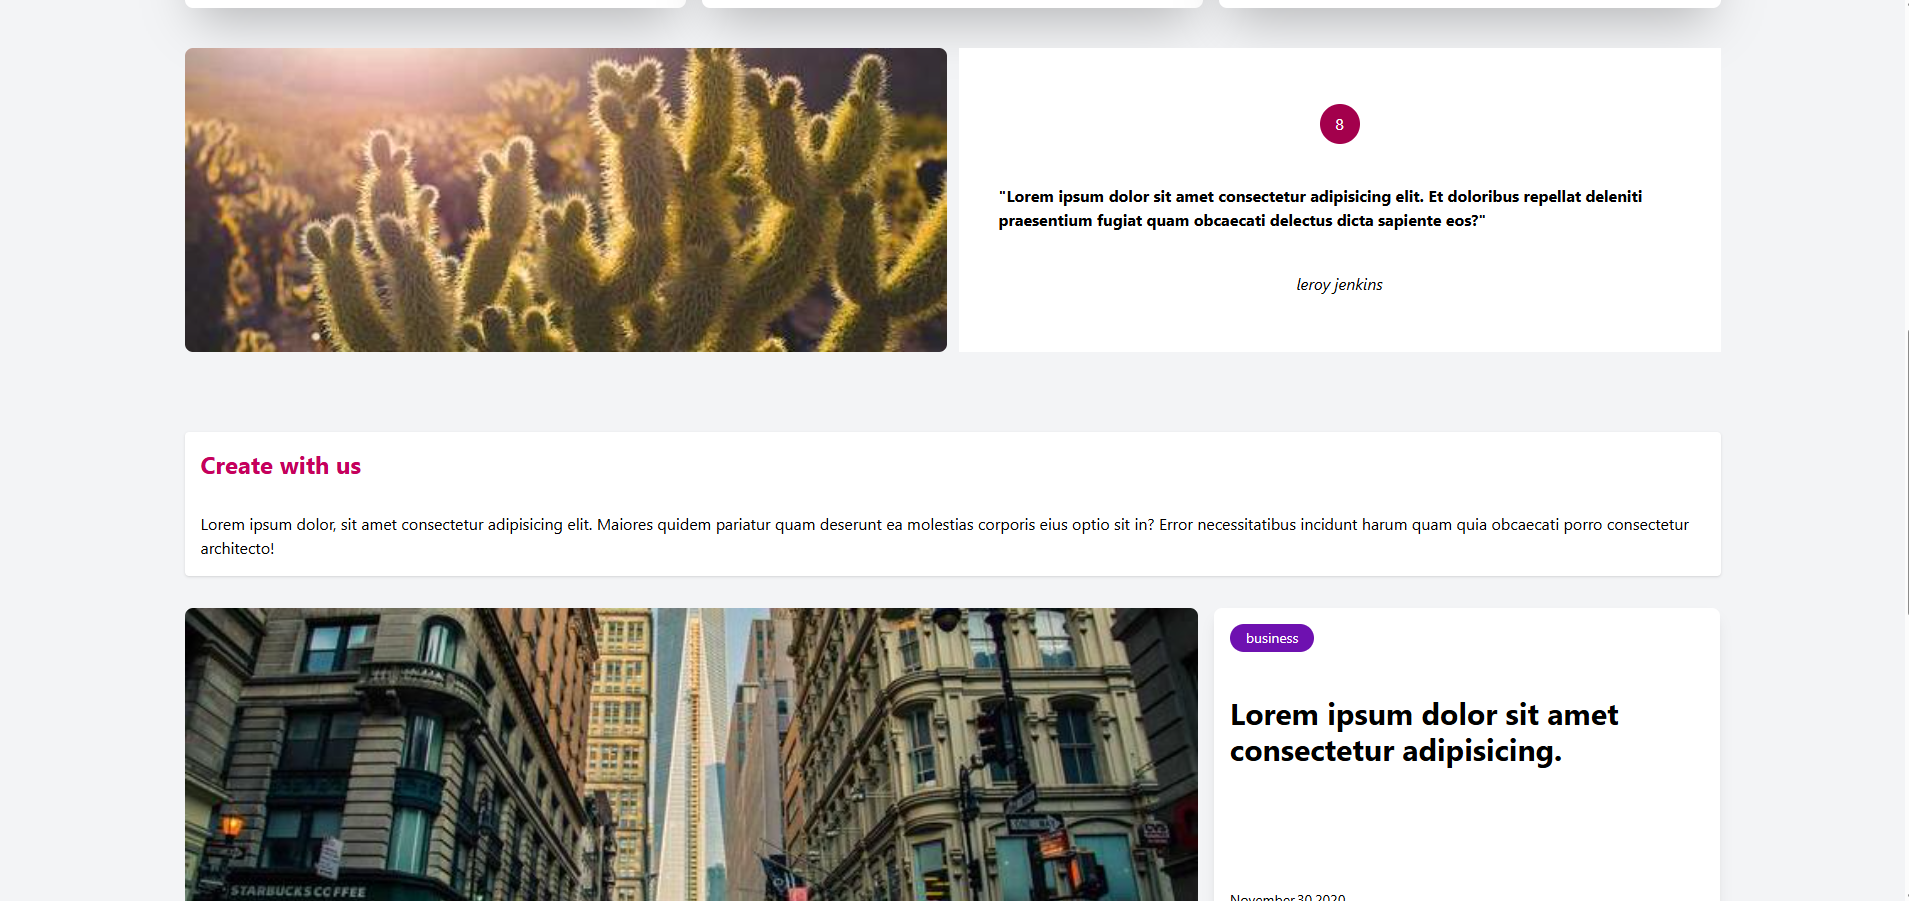 8
"Lorem ipsum dolor sit amet consectetur adipisicing elit. Et doloribus repellat deleniti
praesentium fugiat quam obcaecati delectus dicta sapiente eos?"
leroy jenkins
Create with us
Lorem ipsum dolor, sit amet consectetur adipisicing elit. Maiores quidem pariatur quam deserunt ea molestias corporis eius optio sit in? Error necessitatibus incidunt harum quam quia obcaecati porro consectetur
architecto!
business
Lorem ipsum dolor sit amet
consectetur adipisicing.
ONE WAY
STARBUCKS COFFEE
November 30 2020